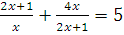 (2x+1)/x + 4x/(2x+1) = 5